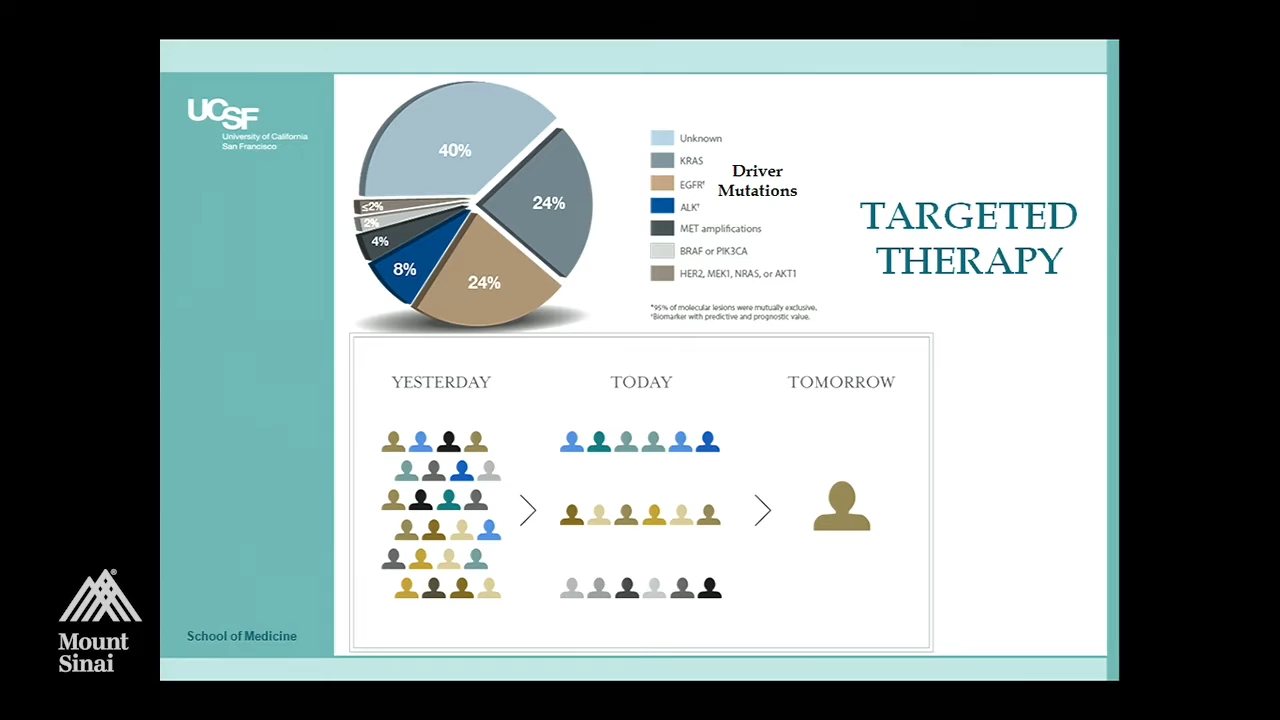 UCSF
University of California
San Francisco
40%
24%
24%
8%
4%
2%
≤2%
Unknown
KRAS
EGFR†
ALK†
MET amplifications
BRAF or PIK3CA
HER2, MEK1, NRAS, or AKT1
Driver
Mutations
*95% of molecular lesions were mutually exclusive.
†Biomarker with predictive and prognostic value.
TARGETED
THERAPY
YESTERDAY
TODAY
TOMORROW
School of Medicine
Mount
Sinai
®